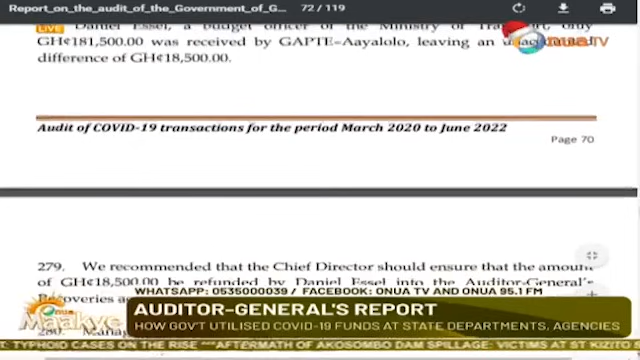 Report_on_the_audit_of_the_Government_of_G...
72 / 119
LIVE
Daniel Essel, a budget officer of the Ministry of Transport, only
GH¢181,500.00 was received by GAPTE–Aayalolo, leaving an
difference of GH¢18,500.00.
onua TV
Audit of COVID-19 transactions for the period March 2020 to June 2022
Page 70
279. We recommended that the Chief Director should ensure that the amount
of GH¢18,500.00 be refunded by Daniel Essel into the Auditor-General's
Recoveries
WHATSAPP: 0535000039 / FACEBOOK: ONUA TV AND ONUA 95.1 FM
Onua
Maakye
AUDITOR-GENERAL'S REPORT
HOW GOV'T UTILISED COVID-19 FUNDS AT STATE DEPARTMENTS, AGENCIES
280.
T: TYPHOID CASES ON THE RISE ***AFTERMATH OF AKOSOMBO DAM SPILLAGE: VICTIMS AT ST KIZITO